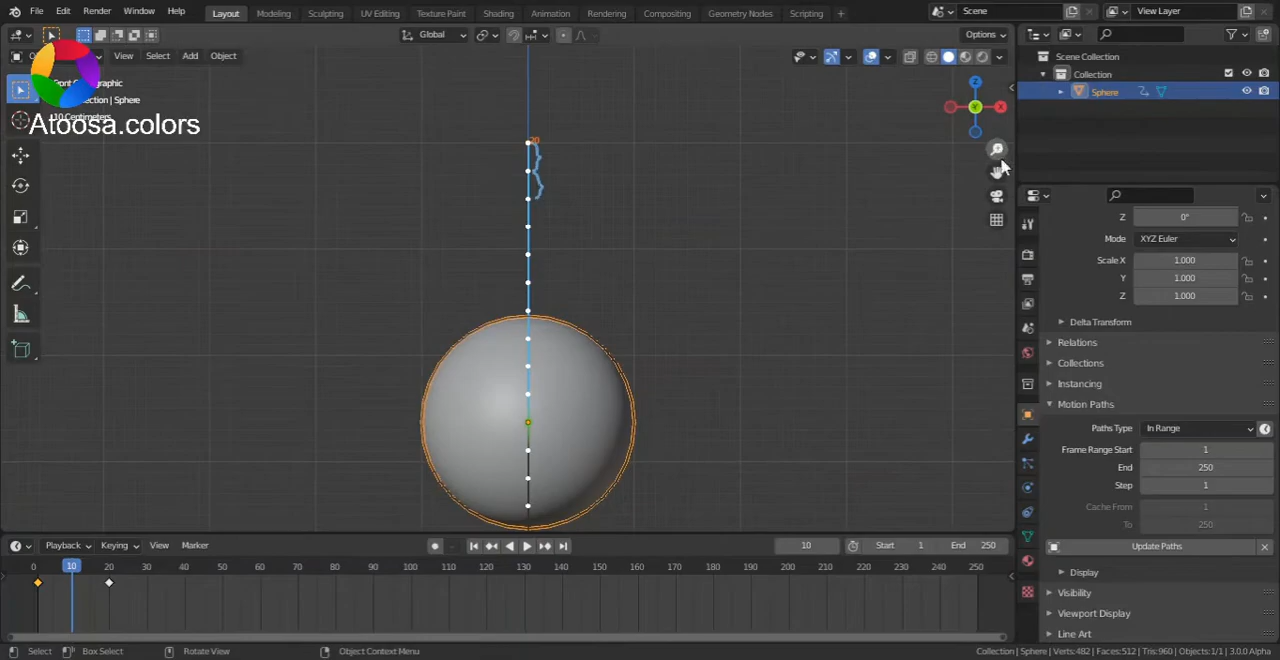 File Edit Render Window Help Layout Modeling Sculpting UV Editing Texture Paint Shading Animation Rendering Compositing Geometry Nodes Scripting + Scene View Layer
Global Options
View Select Add Object
Front Orthographic
Collection | Sphere
10 Centimeters
Atoosa.colors
20
Z
X
Y
Scene Collection
Collection
Sphere
Z 0°
Mode XYZ Euler
Scale X 1.000
Y 1.000
Z 1.000
Delta Transform
Relations
Collections
Instancing
Motion Paths
Paths Type In Range
Frame Range Start 1
End 250
Step 1
Cache From 1
To 250
Update Paths
Display
Visibility
Viewport Display
Line Art
Playback Keying View Marker 10 Start 1 End 250
0 10 20 30 40 50 60 70 80 90 100 110 120 130 140 150 160 170 180 190 200 210 220 230 240 250
Select Box Select Rotate View Object Context Menu Collection | Sphere | Verts:482 | Faces:512 | Tris:960 | Objects:1/1 | 3.0.0 Alpha